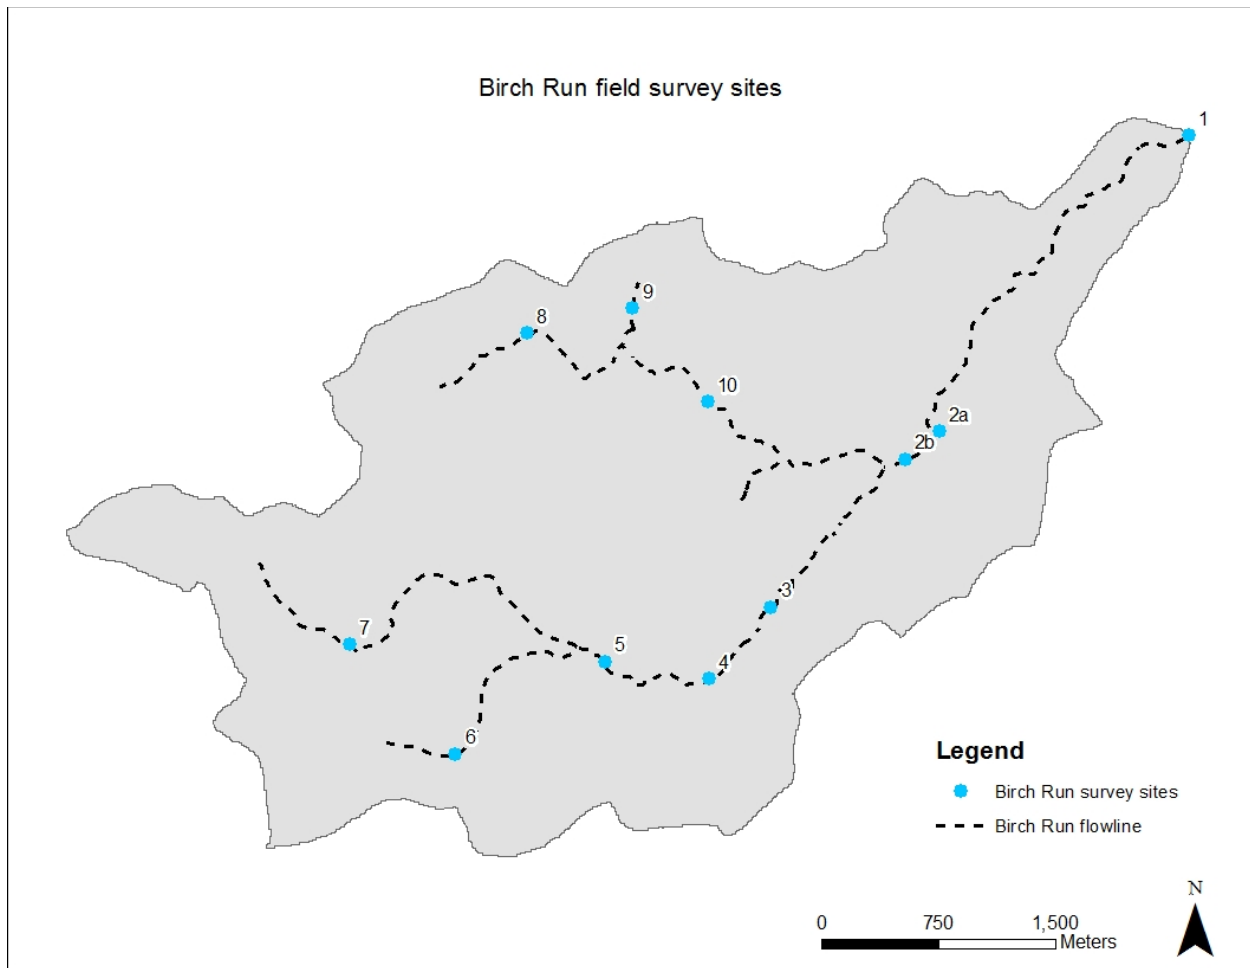 Birch Run field survey sites
1
9
8
10
2a
2b
3
7
5
4
6
Legend
Birch Run survey sites
Birch Run flowline
N
0 750 1,500
Meters